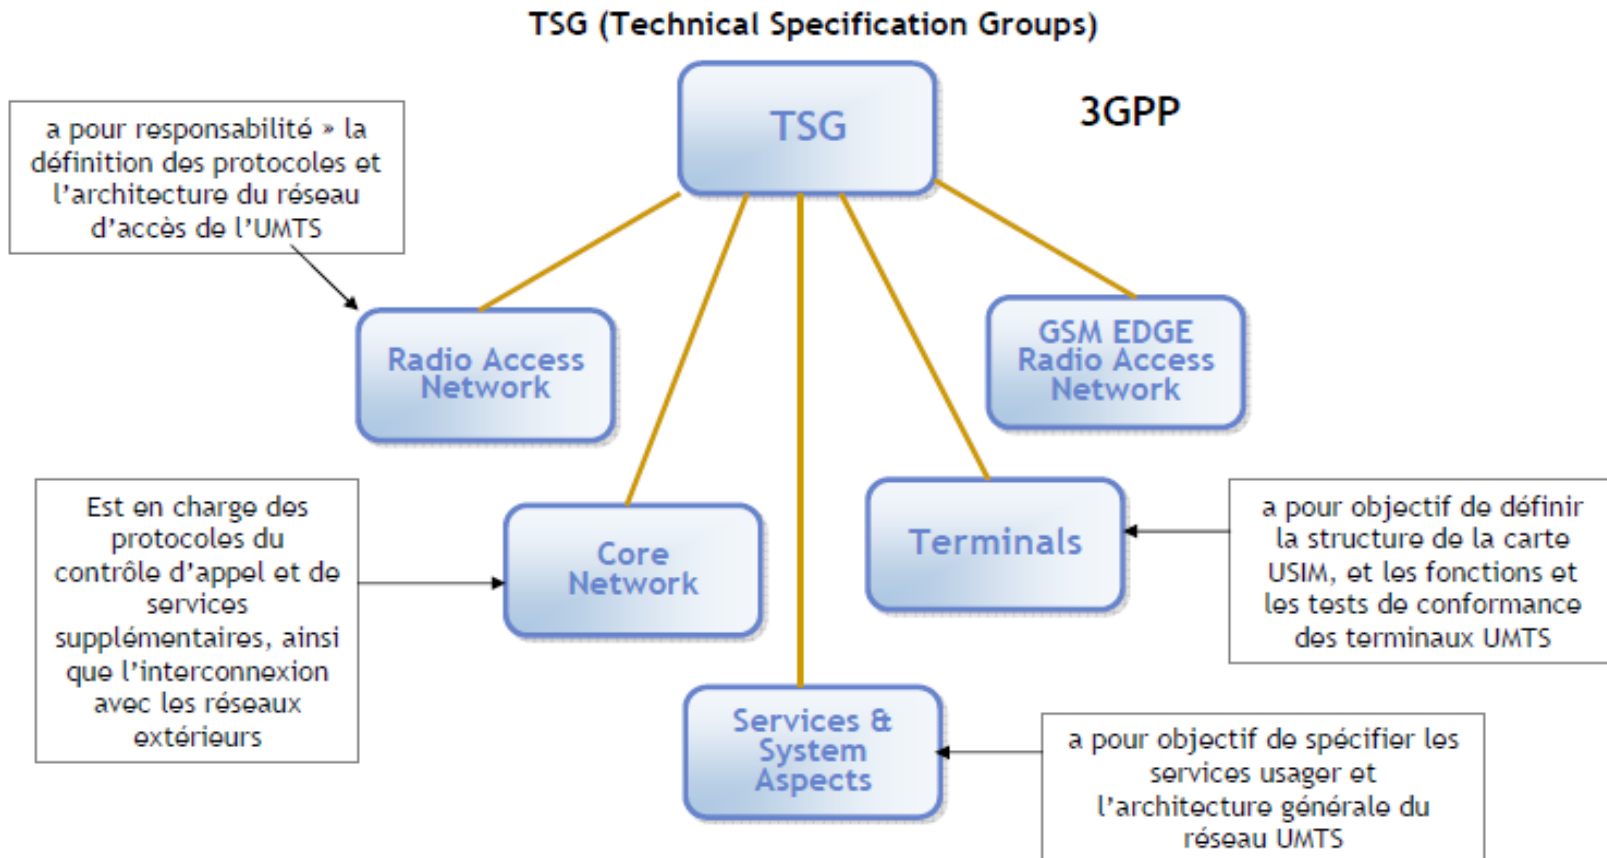 TSG (Technical Specification Groups)
TSG
3GPP
a pour responsabilité » la
définition des protocoles et
l'architecture du réseau
d'accès de l'UMTS
Radio Access
Network
GSM EDGE
Radio Access
Network
Est en charge des
protocoles du
contrôle d'appel et de
services
supplémentaires, ainsi
que l'interconnexion
avec les réseaux
extérieurs
Core
Network
Terminals
a pour objectif de définir
la structure de la carte
USIM, et les fonctions et
les tests de conformance
des terminaux UMTS
Services &
System
Aspects
a pour objectif de spécifier les
services usager et
l'architecture générale du
réseau UMTS